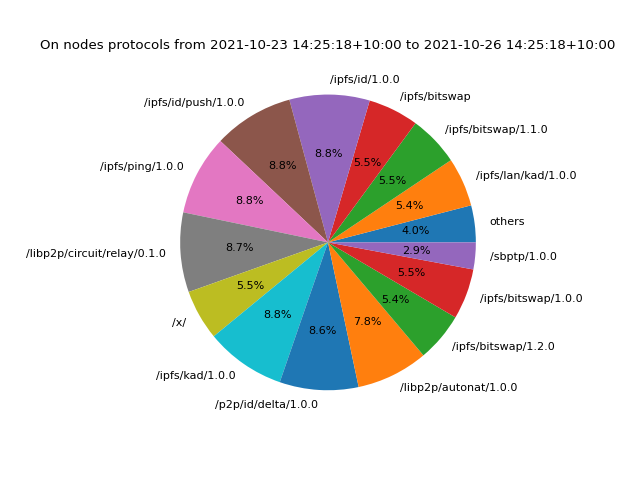 On nodes protocols from 2021-10-23 14:25:18+10:00 to 2021-10-26 14:25:18+10:00
others
4.0%
/ipfs/lan/kad/1.0.0
5.4%
/ipfs/bitswap/1.1.0
5.5%
/ipfs/bitswap
5.5%
/ipfs/id/1.0.0
8.8%
/ipfs/id/push/1.0.0
8.8%
/ipfs/ping/1.0.0
8.8%
/libp2p/circuit/relay/0.1.0
8.7%
/x/
5.5%
/ipfs/kad/1.0.0
8.8%
/p2p/id/delta/1.0.0
8.6%
/libp2p/autonat/1.0.0
7.8%
/ipfs/bitswap/1.2.0
5.4%
/ipfs/bitswap/1.0.0
5.5%
/sbptp/1.0.0
2.9%